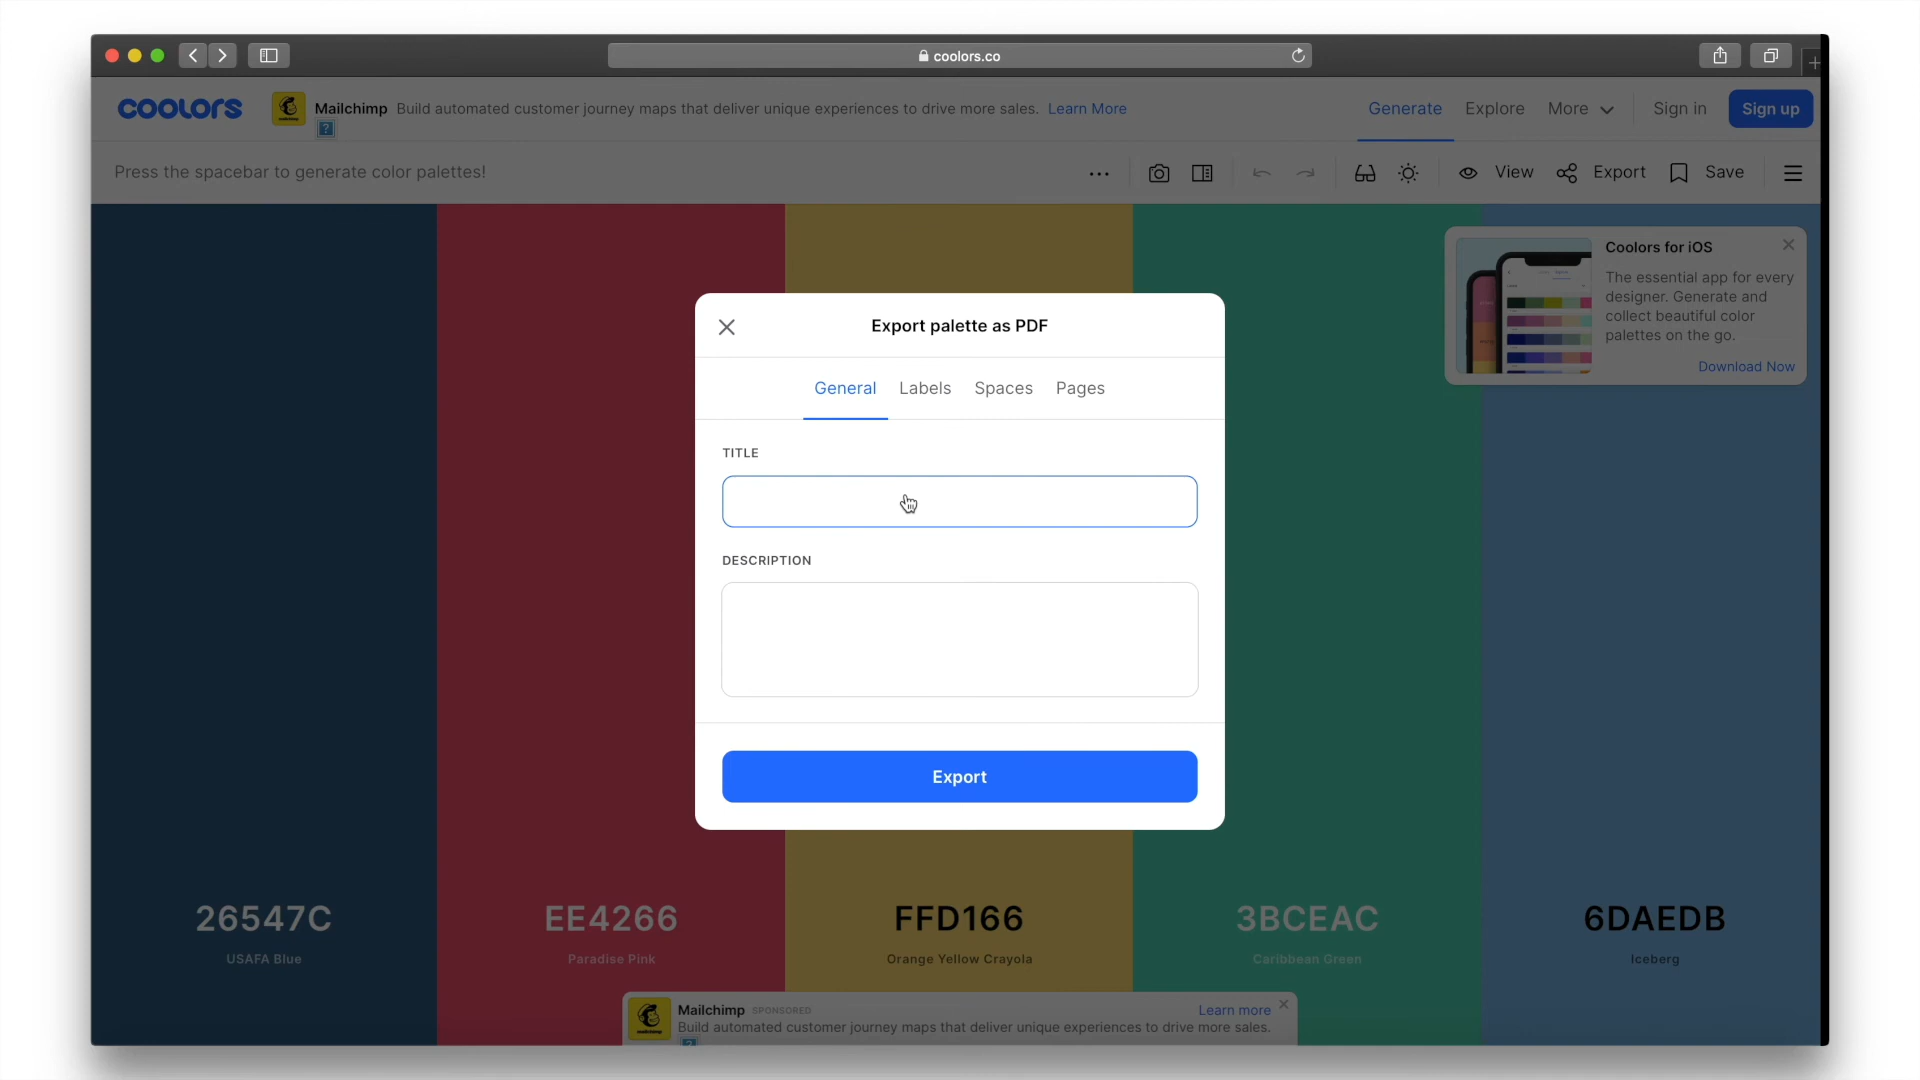 coolors.co
coolors
Mailchimp Build automated customer journey maps that deliver unique experiences to drive more sales. Learn More
?
Generate Explore More Sign in Sign up
Press the spacebar to generate color palettes!
View Export Save
Coolors for iOS
The essential app for every
designer. Generate and
collect beautiful color
palettes on the go.
Download Now
Export palette as PDF
General Labels Spaces Pages
TITLE
DESCRIPTION
Export
26547C EE4266 FFD166 3BCEAC 6DAEDB
USAFA Blue Paradise Pink Orange Yellow Crayola Caribbean Green Iceberg
Mailchimp SPONSORED Learn more
Build automated customer journey maps that deliver unique experiences to drive more sales.
?